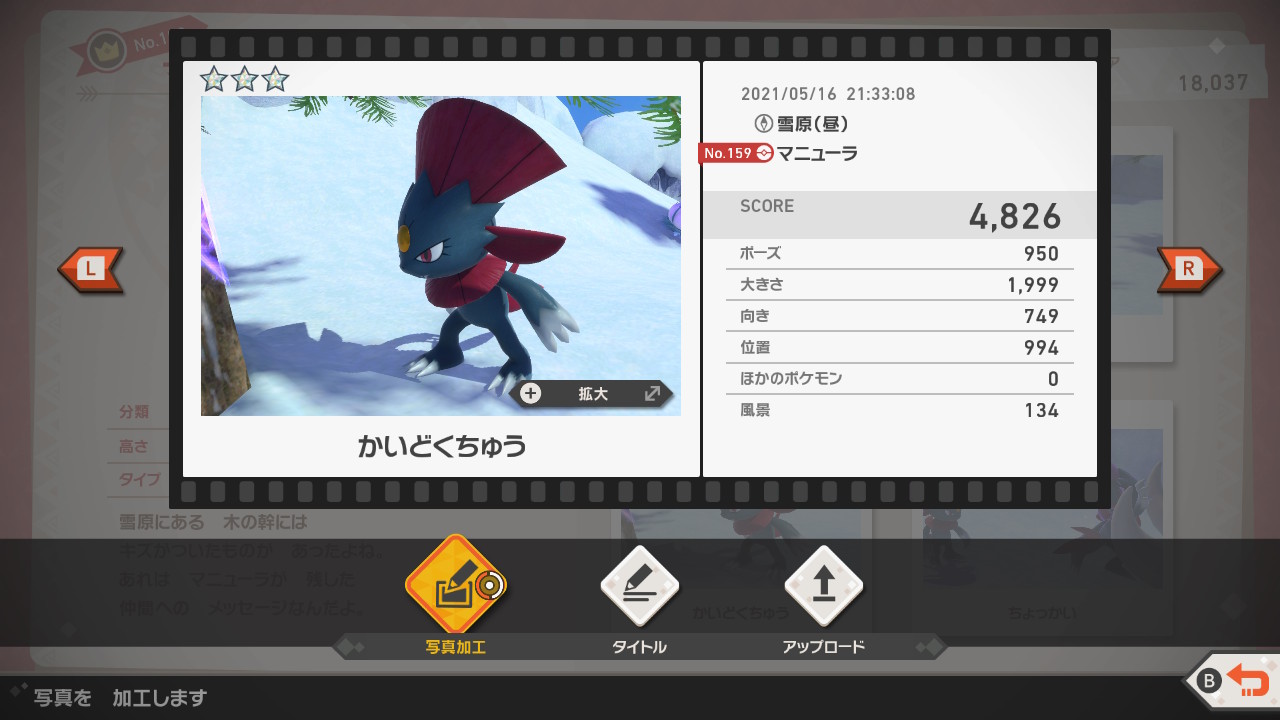 No.1
18,037
2021/05/16 21:33:08
雪原(昼)
No.159 マニューラ
SCORE 4,826
ポーズ 950
大きさ 1,999
向き 749
位置 994
ほかのポケモン 0
風景 134
拡大
かいどくちゅう
L
R
分類
高さ
タイプ
雪原にある 木の幹には
キズがついたものが あったよね。
あれは マニューラが 残した
仲間への メッセージなんだよ。
かいどくちゅう
ちょっかい
写真加工
タイトル
アップロード
写真を 加工します
B